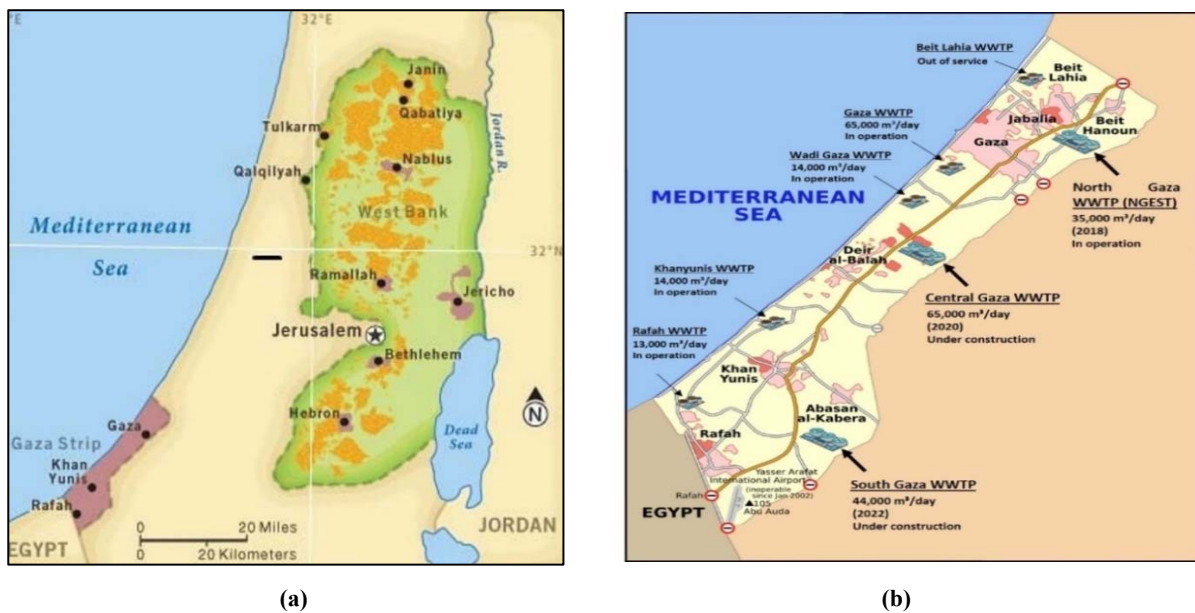 °E
32°E
Janin
Qabatiya
Tulkarm
Jordan R.
Nablus
Qalqilyah
West Bank
Mediterranean
Sea
32°N
Ramallah
Jericho
Jerusalem
Bethlehem
N
Hebron
Gaza
Dead
Sea
Gaza Strip
Khan
Yunis
Rafah
0 20 Miles
0 20 Kilometers
JORDAN
EGYPT
(a)
Beit Lahia WWTP
Out of service
Beit
Lahia
Gaza WWTP
65,000 m³/day
In operation
Jabalia
Beit
Hanoun
Gaza
Wadi Gaza WWTP
14,000 m³/day
In operation
MEDITERRANEAN
SEA
North Gaza
WWTP (NGEST)
35,000 m³/day
(2018)
In operation
Deir
al-Balah
Khanyunis WWTP
14,000 m³/day
In operation
Central Gaza WWTP
65,000 m³/day
(2020)
Under construction
Rafah WWTP
13,000 m³/day
In operation
Khan
Yunis
Abasan
al-Kabera
Rafah
Yasser Arafat
International Airport
(inoperable
since Jan-2002)
▲105
Abu Auda
Rafah
EGYPT
South Gaza WWTP
44,000 m³/day
(2022)
Under construction
(b)